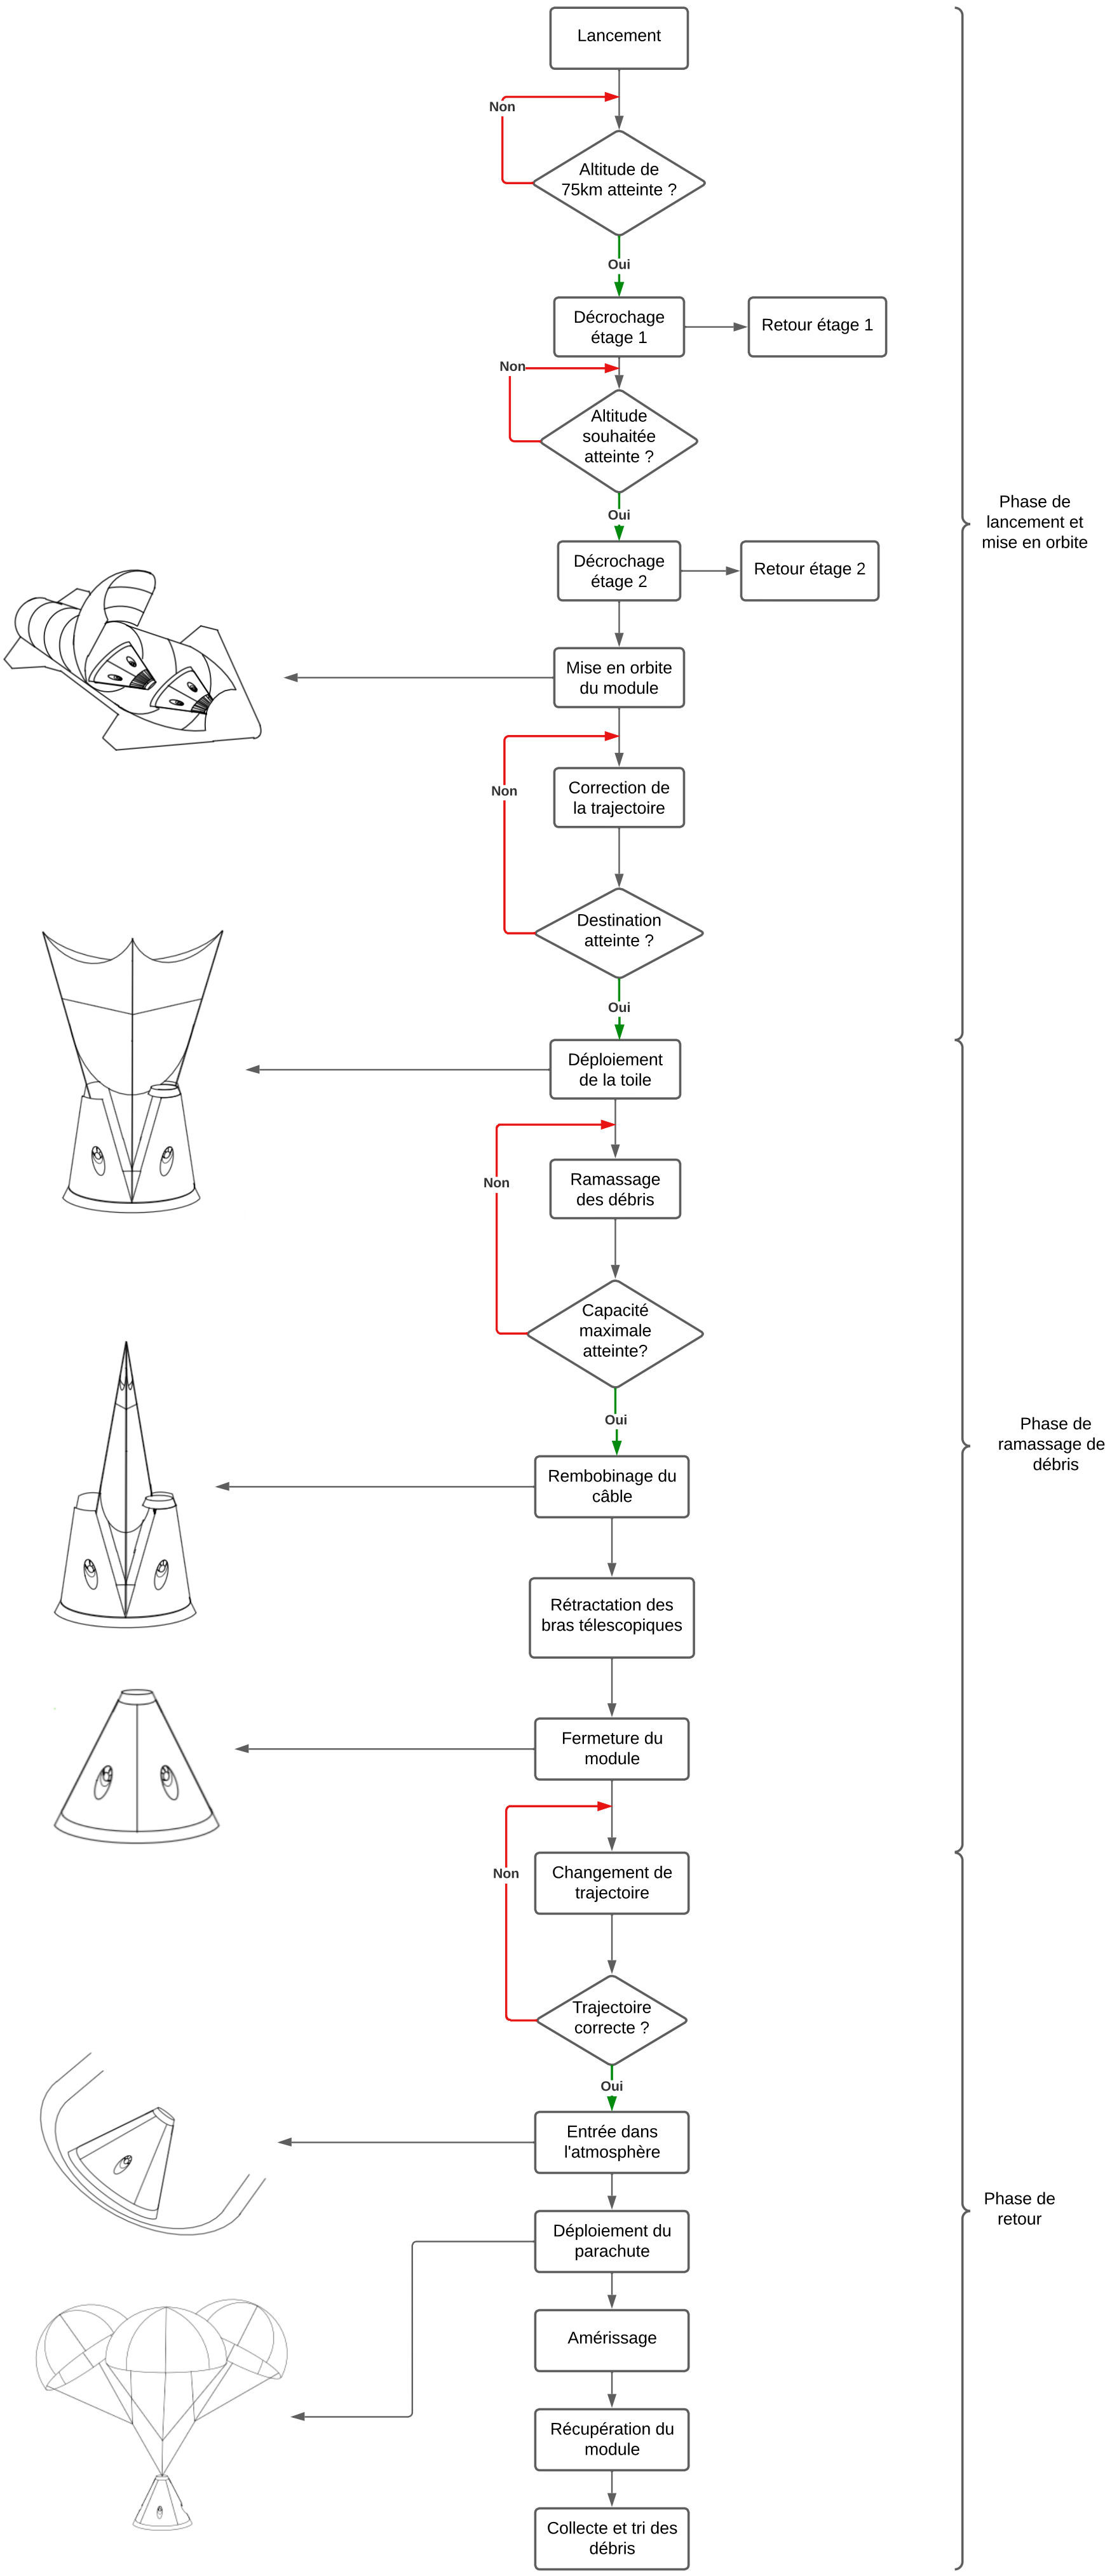 Lancement
Non
Altitude de
75km atteinte ?
Oui
Décrochage
étage 1
Retour étage 1
Non
Altitude
souhaitée
atteinte ?
Phase de
lancement et
mise en orbite
Oui
Décrochage
étage 2
Retour étage 2
Mise en orbite
du module
Non
Correction de
la trajectoire
Destination
atteinte ?
Oui
Déploiement
de la toile
Non
Ramassage
des débris
Capacité
maximale
atteinte?
Oui
Phase de
ramassage de
débris
Rembobinage du
câble
Rétractation des
bras télescopiques
Fermeture du
module
Non
Changement de
trajectoire
Trajectoire
correcte ?
Oui
Entrée dans
l'atmosphère
Phase de
retour
Déploiement du
parachute
Amérissage
Récupération du
module
Collecte et tri des
débris